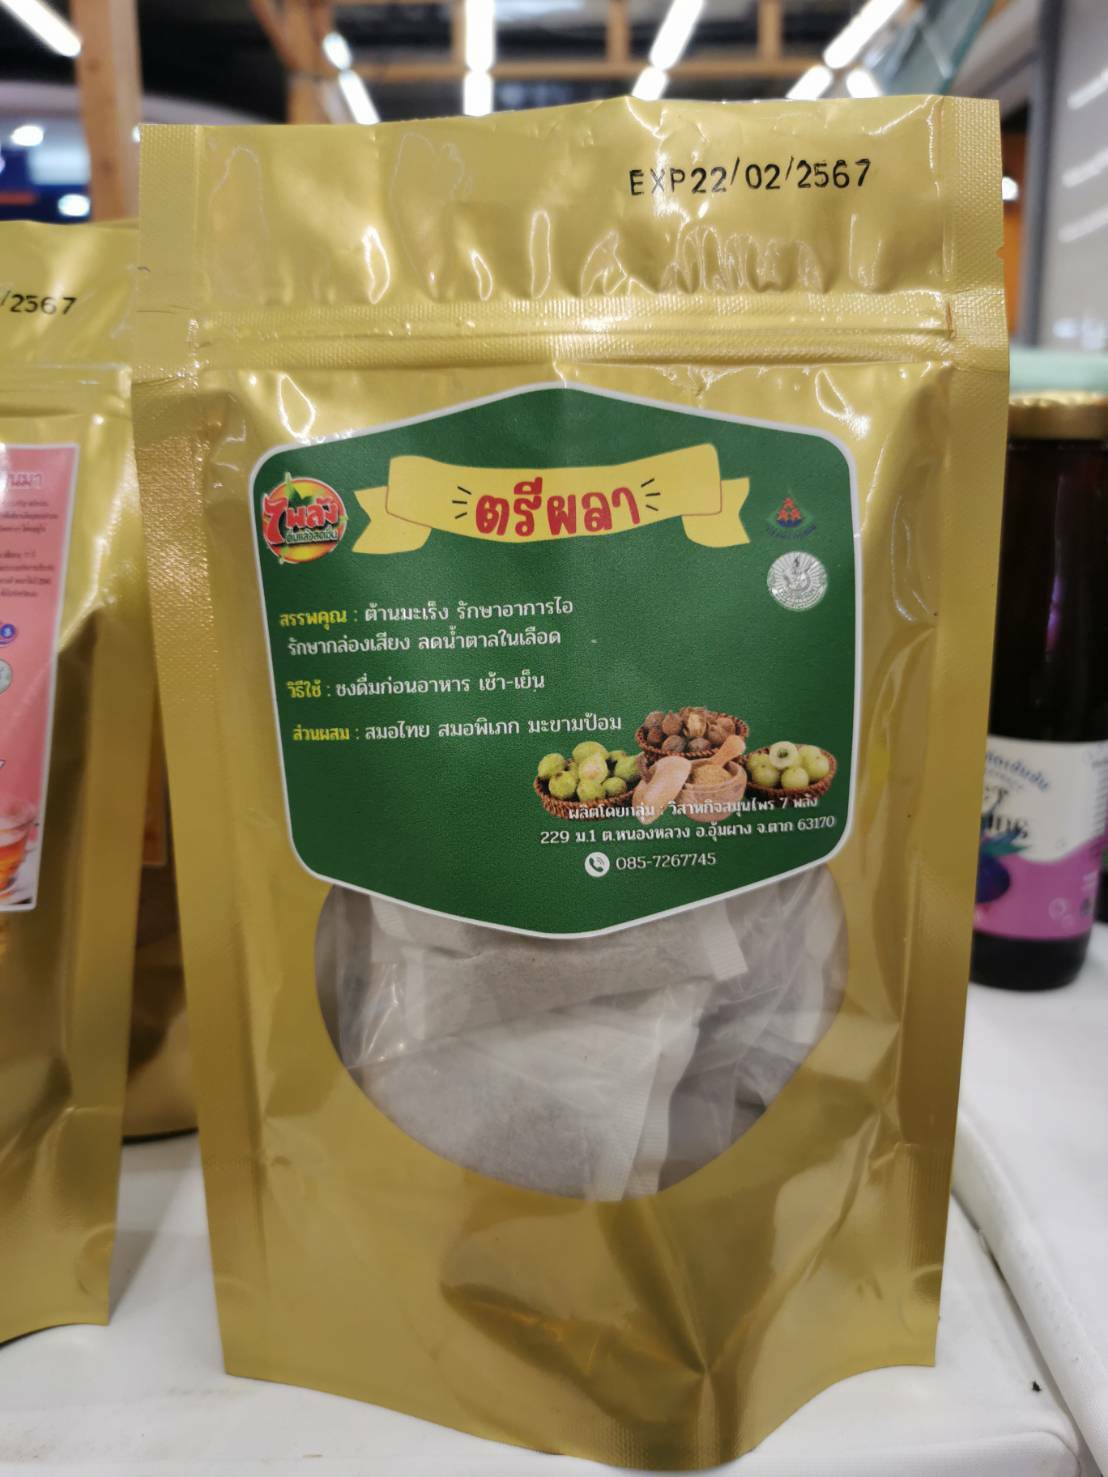 EXP22/02/2567
/2567
7พลัง
ตรีผลา
สรรพคุณ : ต้านมะเร็ง รักษาอาการไอ
รักษากล่องเสียง ลดน้ำตาลในเลือด
วิธีใช้ : ชงดื่มก่อนอาหาร เช้า-เย็น
ส่วนผสม : สมอไทย สมอพิเภก มะขามป้อม
ผลิตโดยกลุ่ม : วิสาหกิจสมุนไพร 7 พลัง
229 ม.1 ต.หนองหลวง อ.อุ้มผาง จ.ตาก 63170
085-7267745